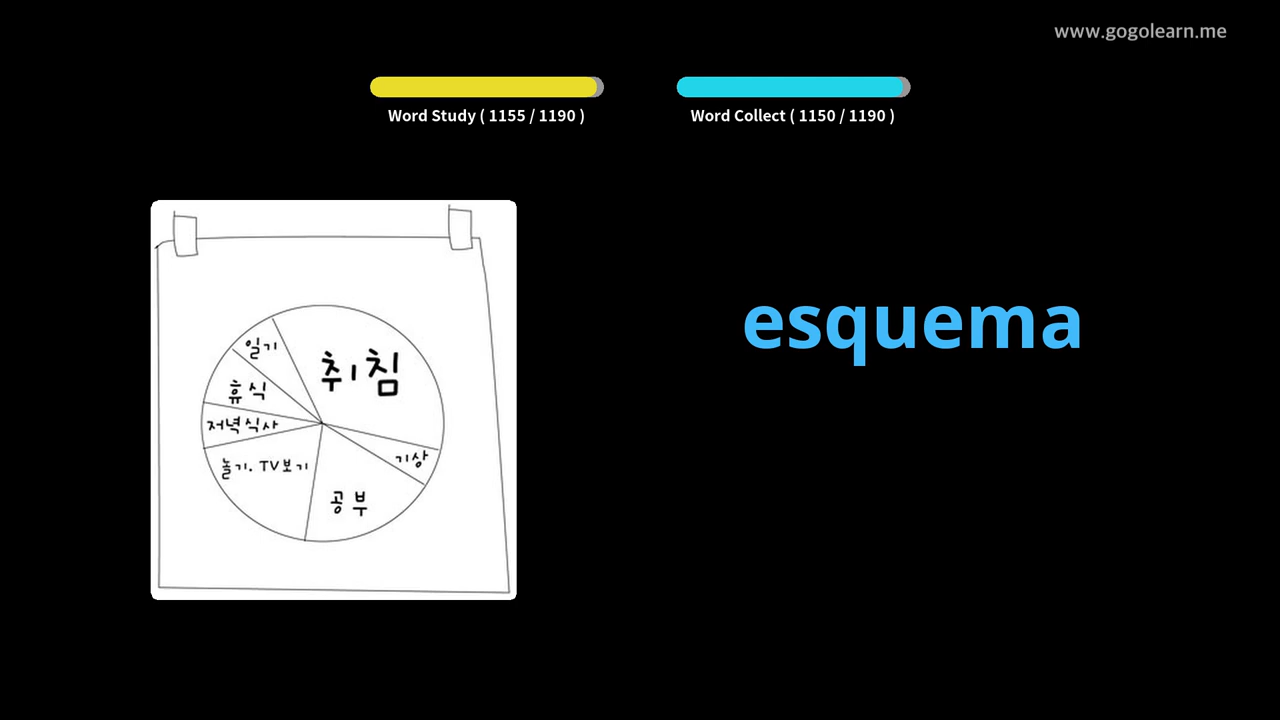 www.gogolearn.me
Word Study ( 1155 / 1190 )
Word Collect ( 1150 / 1190 )
esquema
일기
취침
휴식
저녁식사
기상
놀기. TV보기
공부